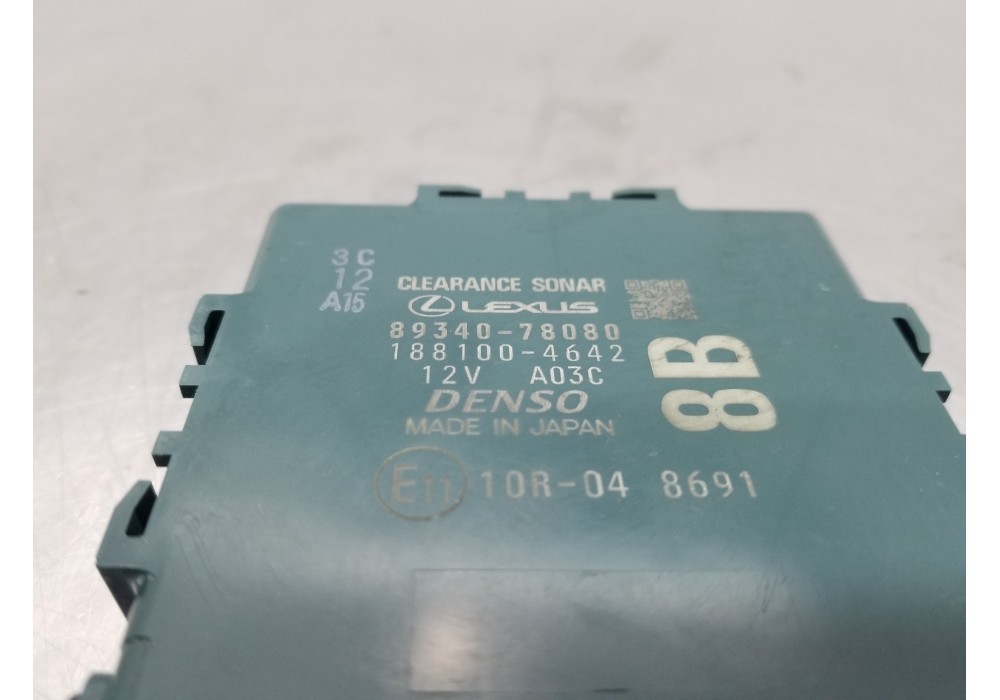 3C
12
A15
CLEARANCE SONAR
LEXUS
89340-78080
188100-4642
12V A03C
DENSO
MADE IN JAPAN
8B
E11 10R-04 8691